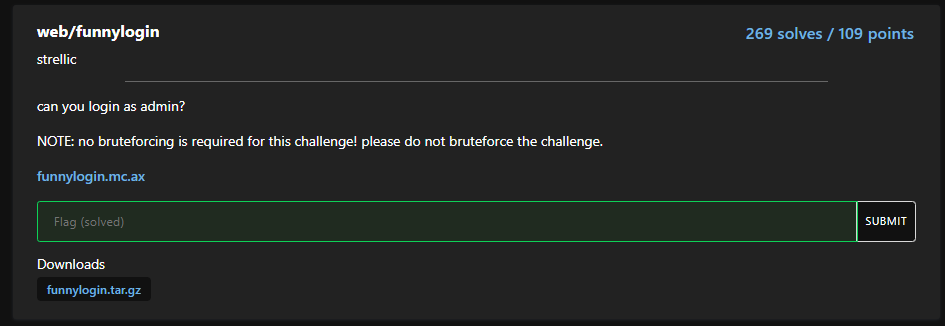 web/funnylogin
269 solves / 109 points
strellic
can you login as admin?
NOTE: no bruteforcing is required for this challenge! please do not bruteforce the challenge.
funnylogin.mc.ax
Flag (solved)
SUBMIT
Downloads
funnylogin.tar.gz